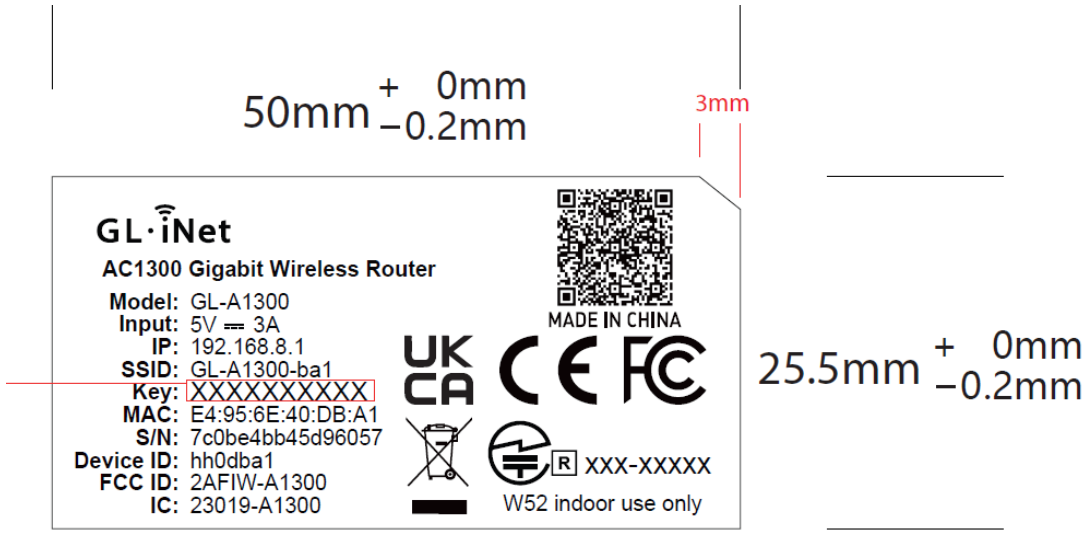 50mm + 0mm
−0.2mm
3mm
GL·iNet
AC1300 Gigabit Wireless Router
Model: GL-A1300
Input: 5V ⎓ 3A
IP: 192.168.8.1
SSID: GL-A1300-ba1
Key: XXXXXXXXXX
MAC: E4:95:6E:40:DB:A1
S/N: 7c0be4bb45d96057
Device ID: hh0dba1
FCC ID: 2AFIW-A1300
IC: 23019-A1300
MADE IN CHINA
UK
CA
CE
FC
R XXX-XXXXX
W52 indoor use only
25.5mm + 0mm
−0.2mm